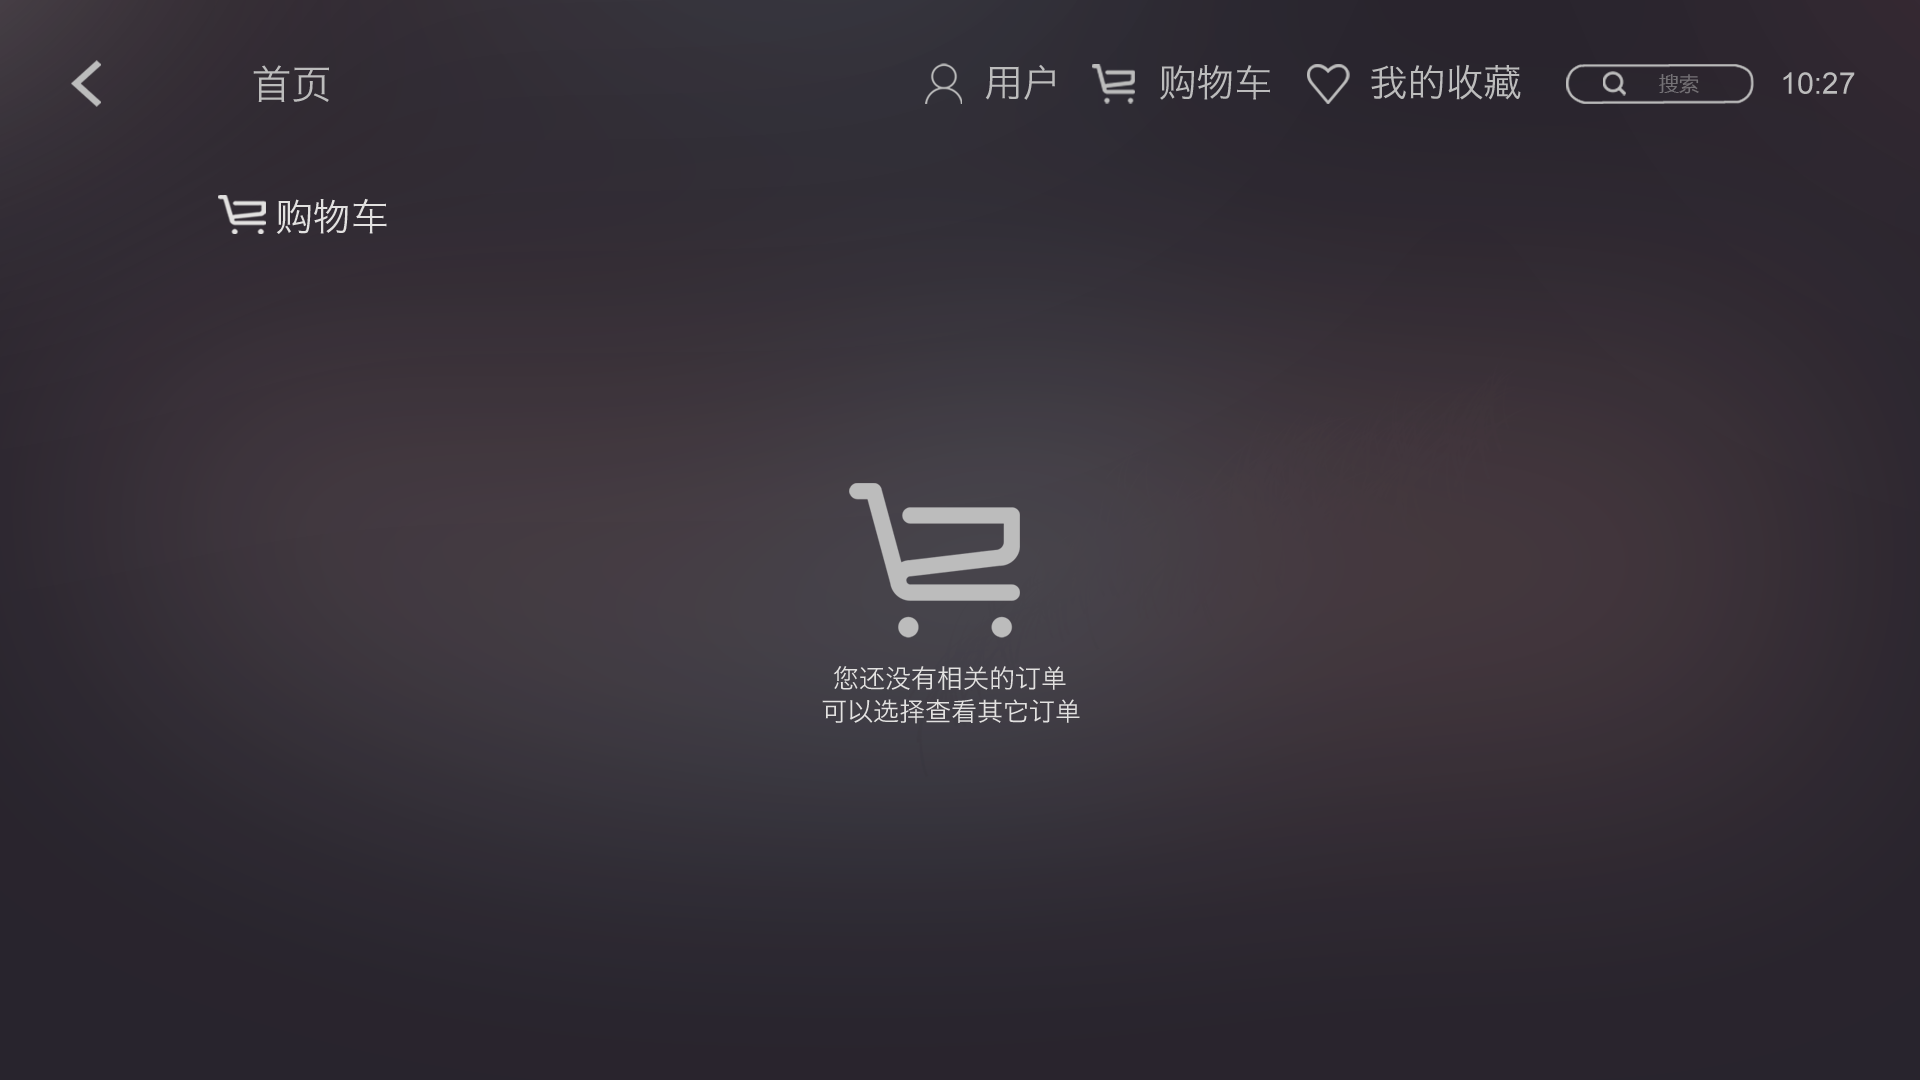 首页
用户
购物车
我的收藏
搜索
10:27
购物车
您还没有相关的订单
可以选择查看其它订单